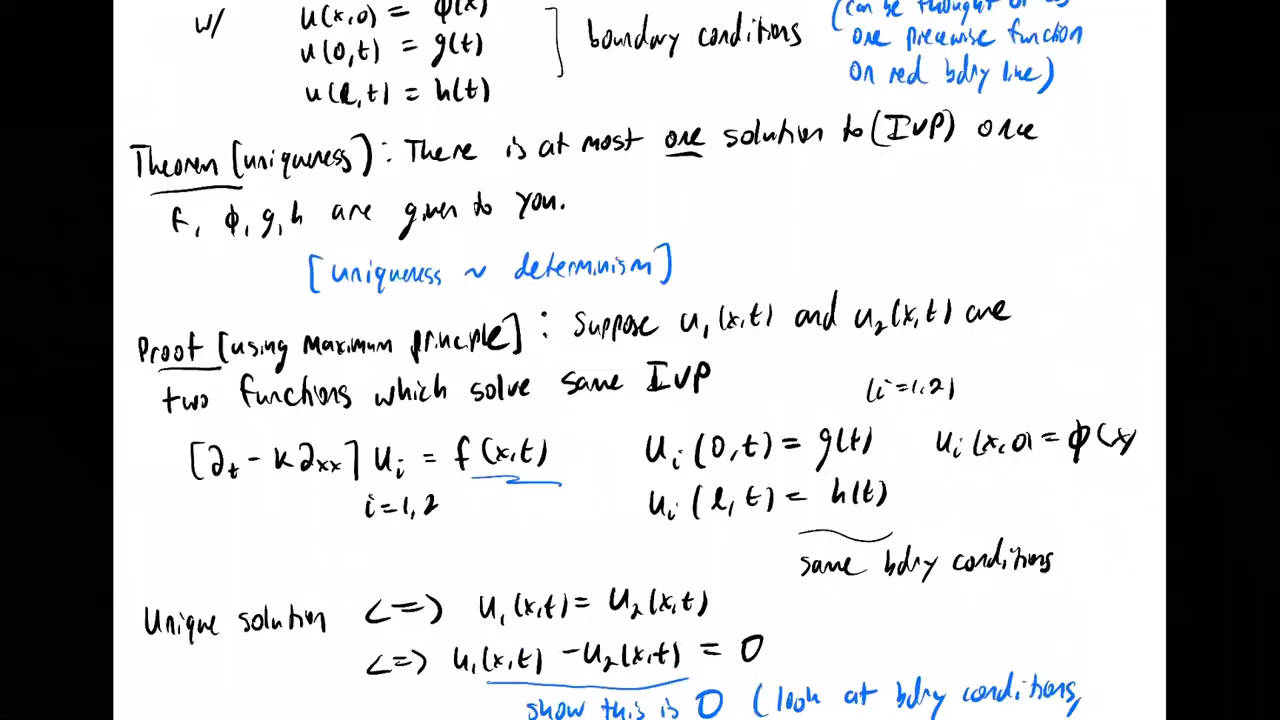 w/ u(x,0) = φ(x)
u(0,t) = g(t)
u(l,t) = h(t)
boundary conditions
(can be thought of as
one piecewise function
on red bdry line)
Theorem [uniqueness]: There is at most one solution to (IVP) once
f, φ, g, h are given to you.
[uniqueness ~ determinism]
Proof [using maximum principle]: Suppose u₁(x,t) and u₂(x,t) are
two functions which solve same IVP
(i=1,2)
[∂ₜ - k∂ₓₓ] uᵢ = f(x,t) uᵢ(0,t) = g(t) uᵢ(x,0) = φ(x)
i=1,2 uᵢ(l,t) = h(t)
same bdry conditions
Unique solution <=> u₁(x,t) = u₂(x,t)
<=> u₁(x,t) - u₂(x,t) = 0
show this is 0 (look at bdry conditions,